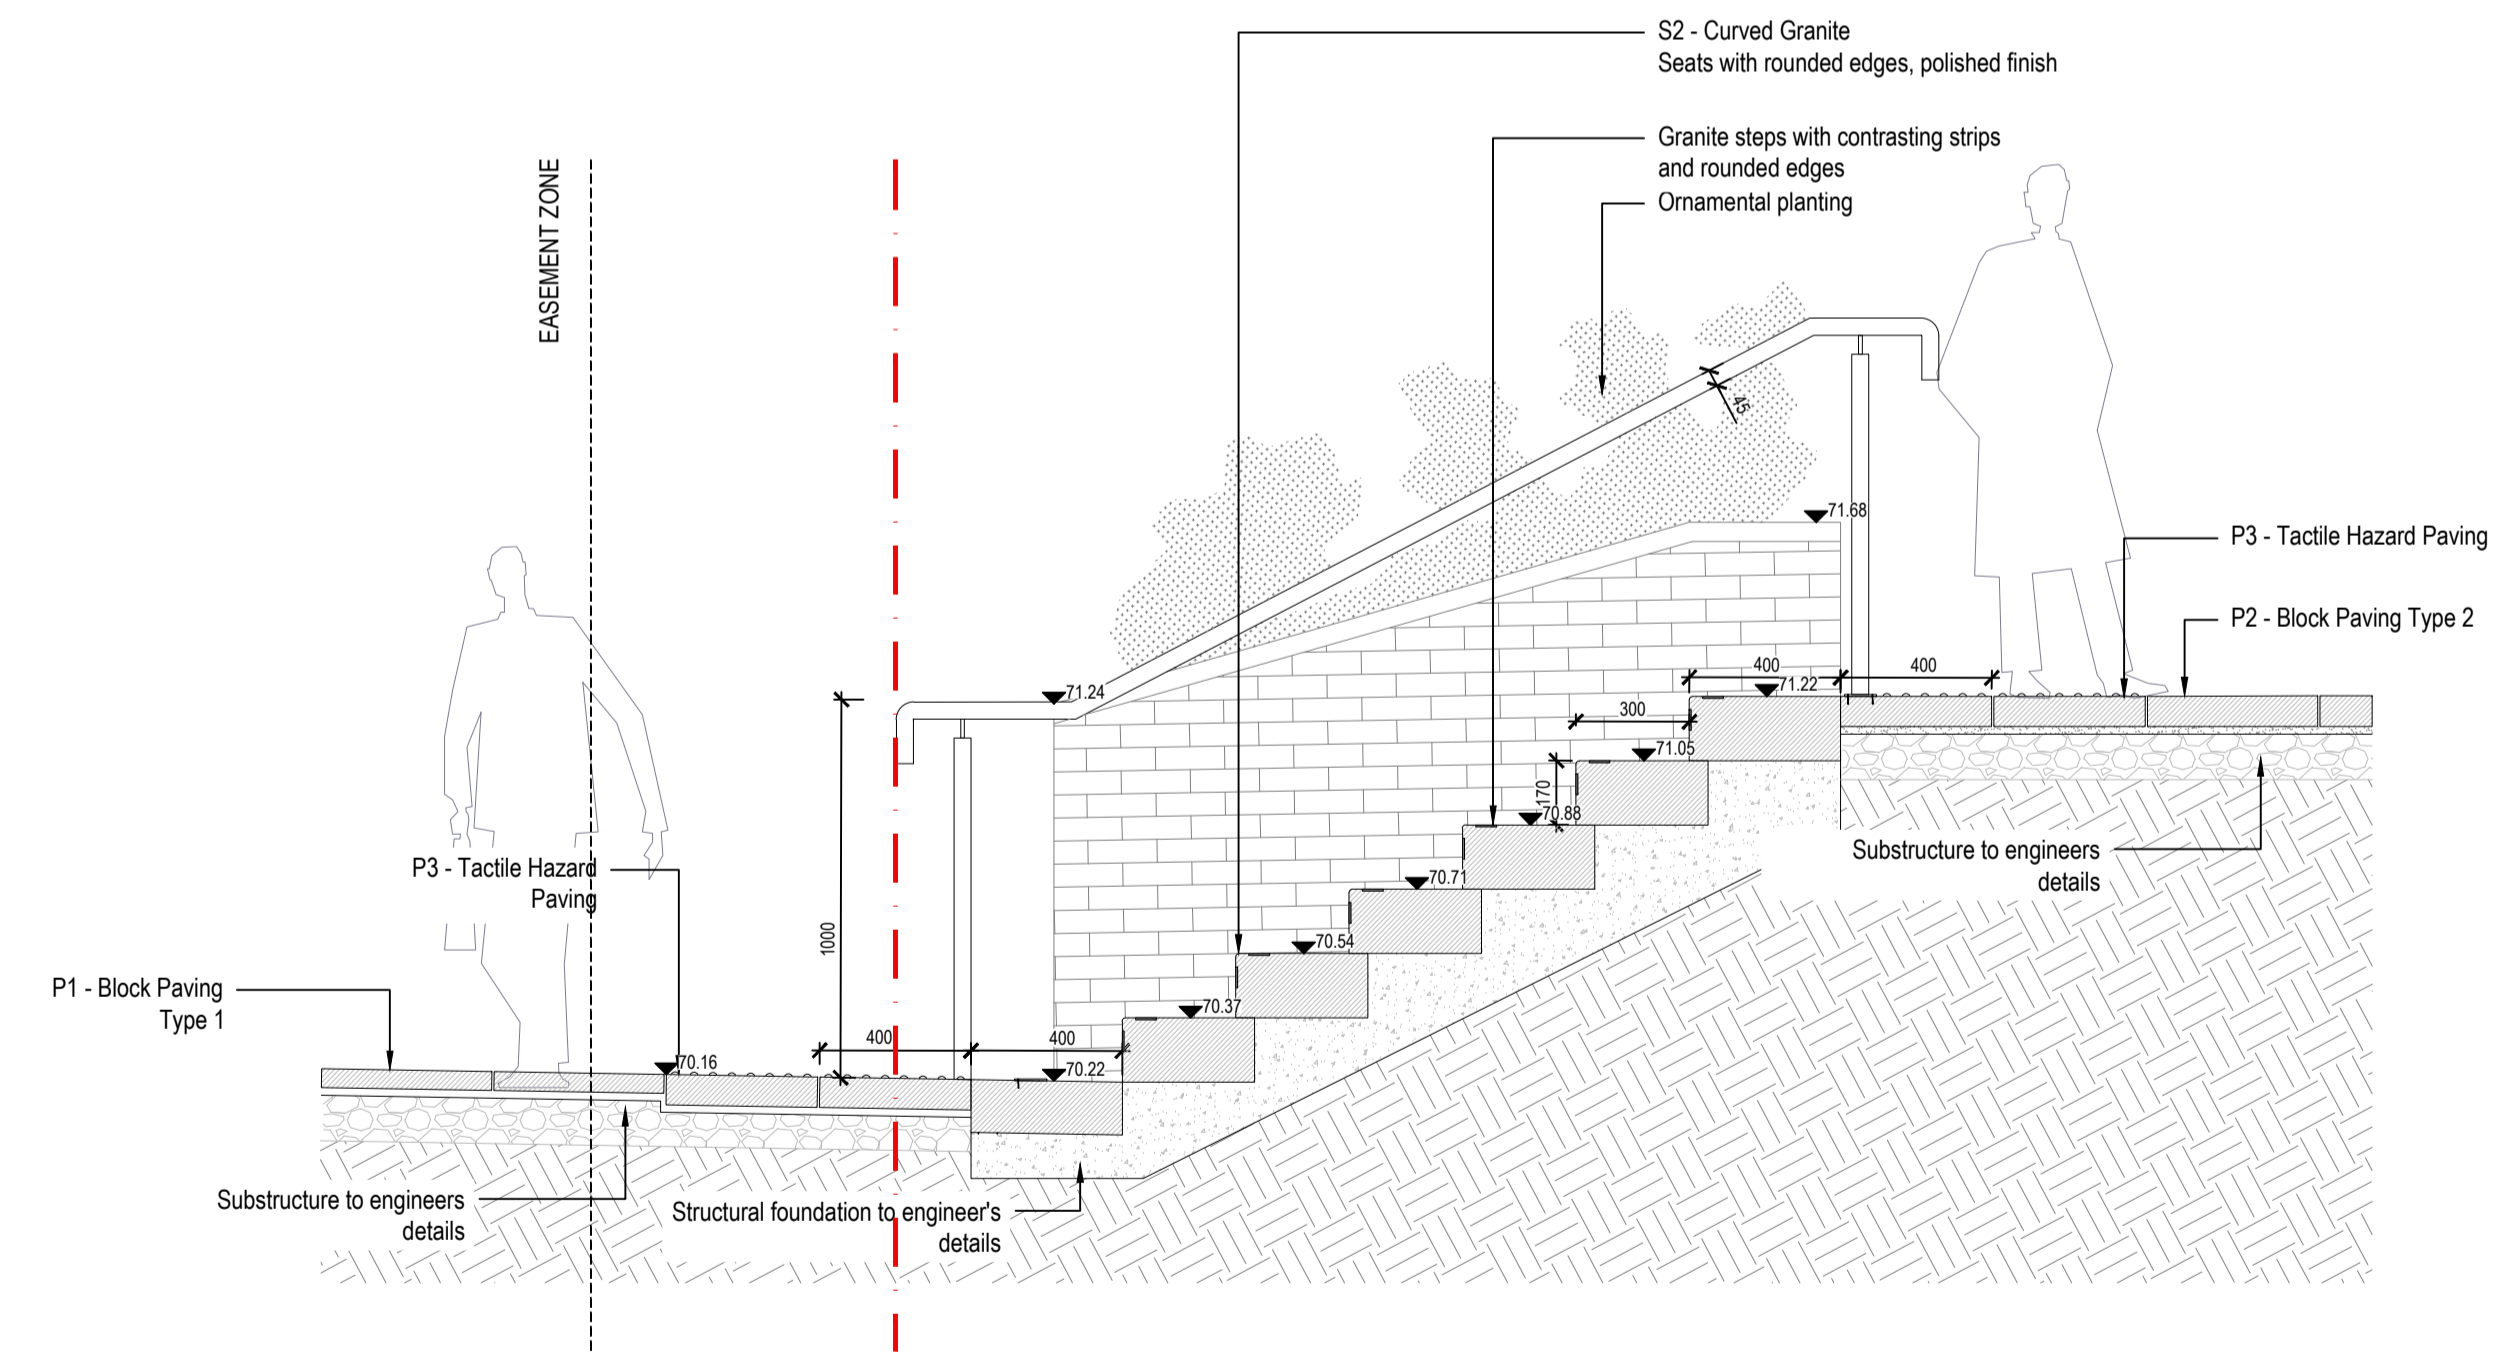 S2 - Curved Granite
Seats with rounded edges, polished finish
Granite steps with contrasting strips
and rounded edges
Ornamental planting
EASEMENT ZONE
45
71.68
P3 - Tactile Hazard Paving
P2 - Block Paving Type 2
400
400
71.24
71.22
300
71.05
170
70.88
Substructure to engineers
details
P3 - Tactile Hazard
Paving
70.71
1000
70.54
P1 - Block Paving
Type 1
70.37
400
400
70.16
70.22
Substructure to engineers
details
Structural foundation to engineer's
details